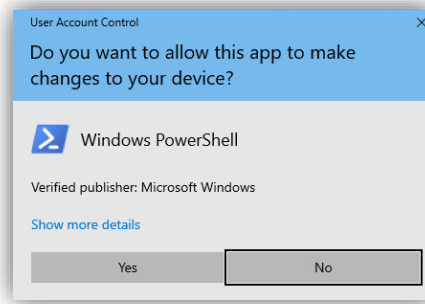 User Account Control
Do you want to allow this app to make
changes to your device?
Windows PowerShell
Verified publisher: Microsoft Windows
Show more details
Yes
No